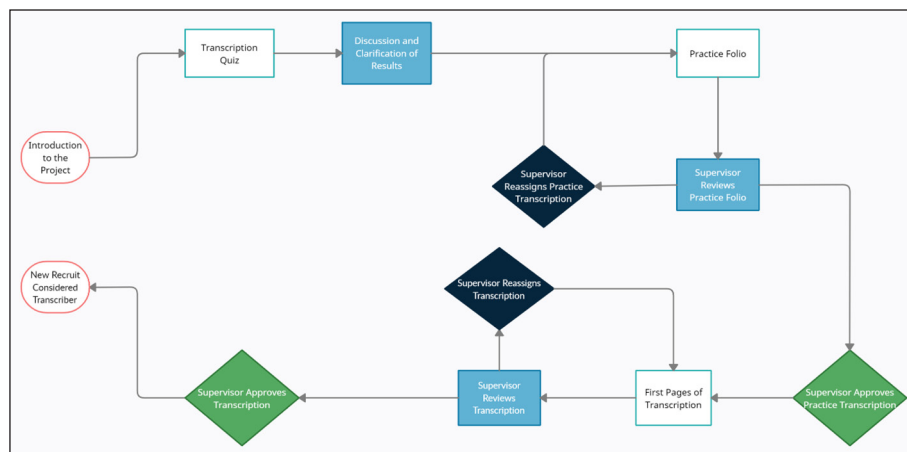 Transcription
Quiz
Discussion and
Clarification of
Results
Practice Folio
Introduction
to the
Project
Supervisor
Reassigns Practice
Transcription
Supervisor
Reviews
Practice Folio
New Recruit
Considered
Transcriber
Supervisor Reassigns
Transcription
Supervisor Approves
Transcription
Supervisor
Reviews
Transcription
First Pages of
Transcription
Supervisor Approves
Practice Transcription